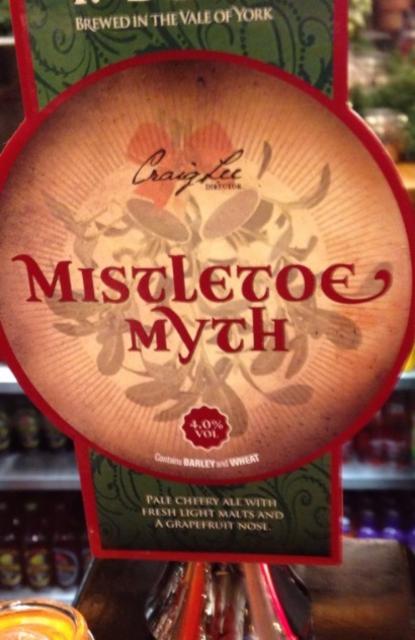 BREWED IN THE VALE OF YORK
Craig Lee
DIRECTOR
MISTLETOE
MYTH
4.0%
VOL
Contains BARLEY and WHEAT
PALE CHEERY ALE WITH
FRESH LIGHT MALTS AND
A GRAPEFRUIT NOSE.